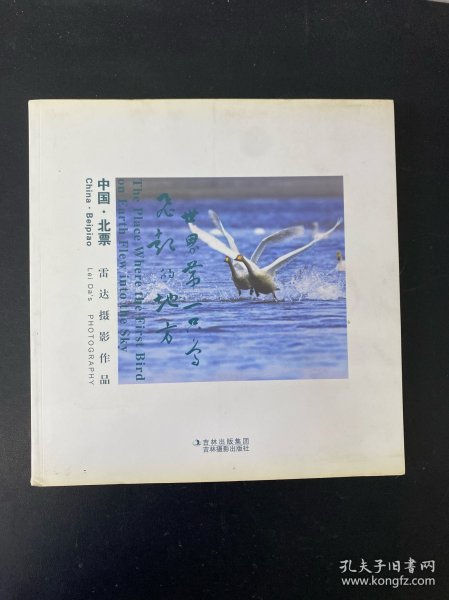 世界第一只鸟
飞起的地方
The Place Where the First Bird
on Earth Flew into the Sky
中国·北票
China·Beipiao
雷达摄影作品
Lei Da's PHOTOGRAPHY
吉林出版集团
吉林摄影出版社
孔夫子旧书网
www.kongfz.com